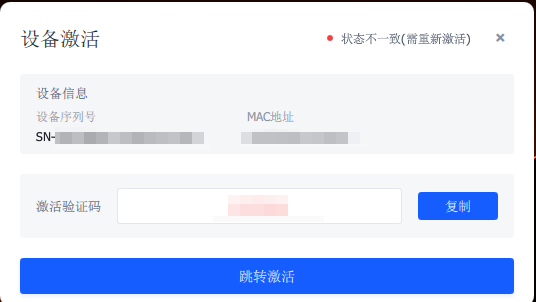 设备激活
状态不一致(需重新激活) ×
设备信息
设备序列号 MAC地址
SN-
激活验证码 复制
跳转激活